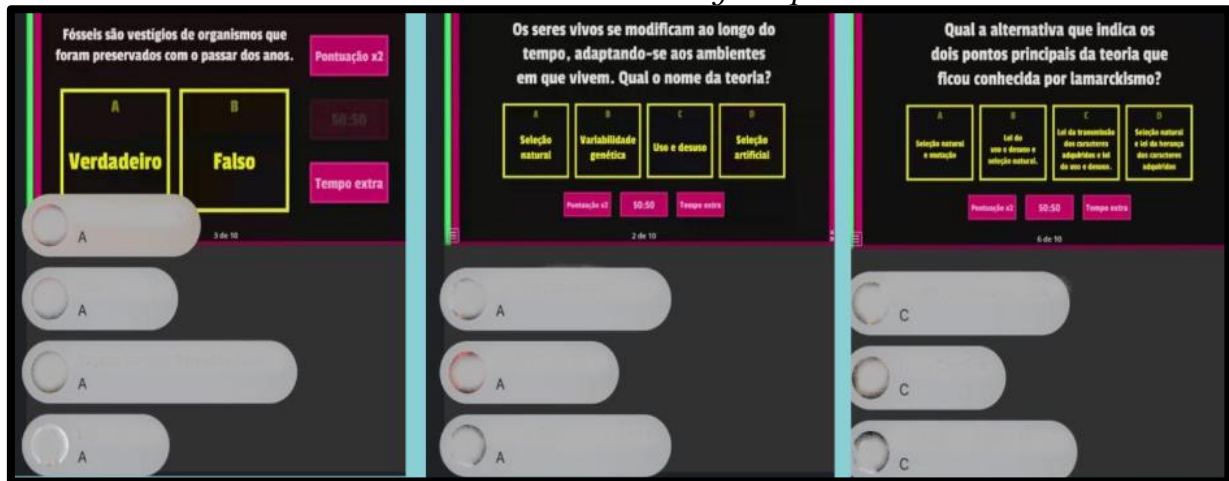 Fósseis são vestígios de organismos que
foram preservados com o passar dos anos.
Pontuação x2
A
B
50:50
Verdadeiro
Falso
Tempo extra
3 de 10
A
A
A
A
Os seres vivos se modificam ao longo do
tempo, adaptando-se aos ambientes
em que vivem. Qual o nome da teoria?
A
B
C
D
Seleção
natural
Variabilidade
genética
Uso e desuso
Seleção
artificial
Pontuação x2
50:50
Tempo extra
2 de 10
A
A
A
Qual a alternativa que indica os
dois pontos principais da teoria que
ficou conhecida por lamarckismo?
A
B
C
D
Seleção natural
e mutação
Lei do
uso e desuso e
seleção natural.
Lei da transmissão
dos caracteres
adquiridos e lei
do uso e desuso.
Seleção natural
e lei da herança
dos caracteres
adquiridos
Pontuação x2
50:50
Tempo extra
6 de 10
C
C
C